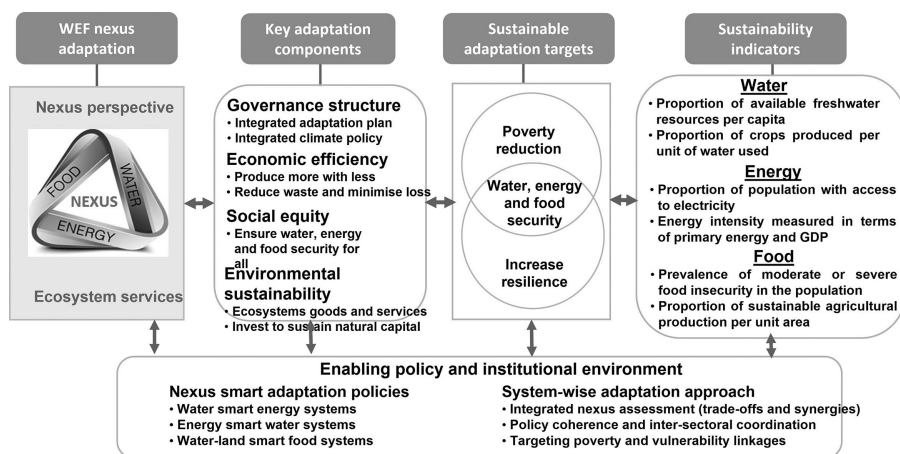 WEF nexus
adaptation
Key adaptation
components
Sustainable
adaptation targets
Sustainability
indicators
Nexus perspective
FOOD
WATER
NEXUS
ENERGY
Ecosystem services
Governance structure
• Integrated adaptation plan
• Integrated climate policy
Economic efficiency
• Produce more with less
• Reduce waste and minimise loss
Social equity
• Ensure water, energy
and food security for
all
Environmental
sustainability
• Ecosystems goods and services
• Invest to sustain natural capital
Poverty
reduction
Water, energy
and food
security
Increase
resilience
Water
• Proportion of available freshwater
resources per capita
• Proportion of crops produced per
unit of water used
Energy
• Proportion of population with access
to electricity
• Energy intensity measured in terms
of primary energy and GDP
Food
• Prevalence of moderate or severe
food insecurity in the population
• Proportion of sustainable agricultural
production per unit area
Enabling policy and institutional environment
Nexus smart adaptation policies
• Water smart energy systems
• Energy smart water systems
• Water-land smart food systems
System-wise adaptation approach
• Integrated nexus assessment (trade-offs and synergies)
• Policy coherence and inter-sectoral coordination
• Targeting poverty and vulnerability linkages